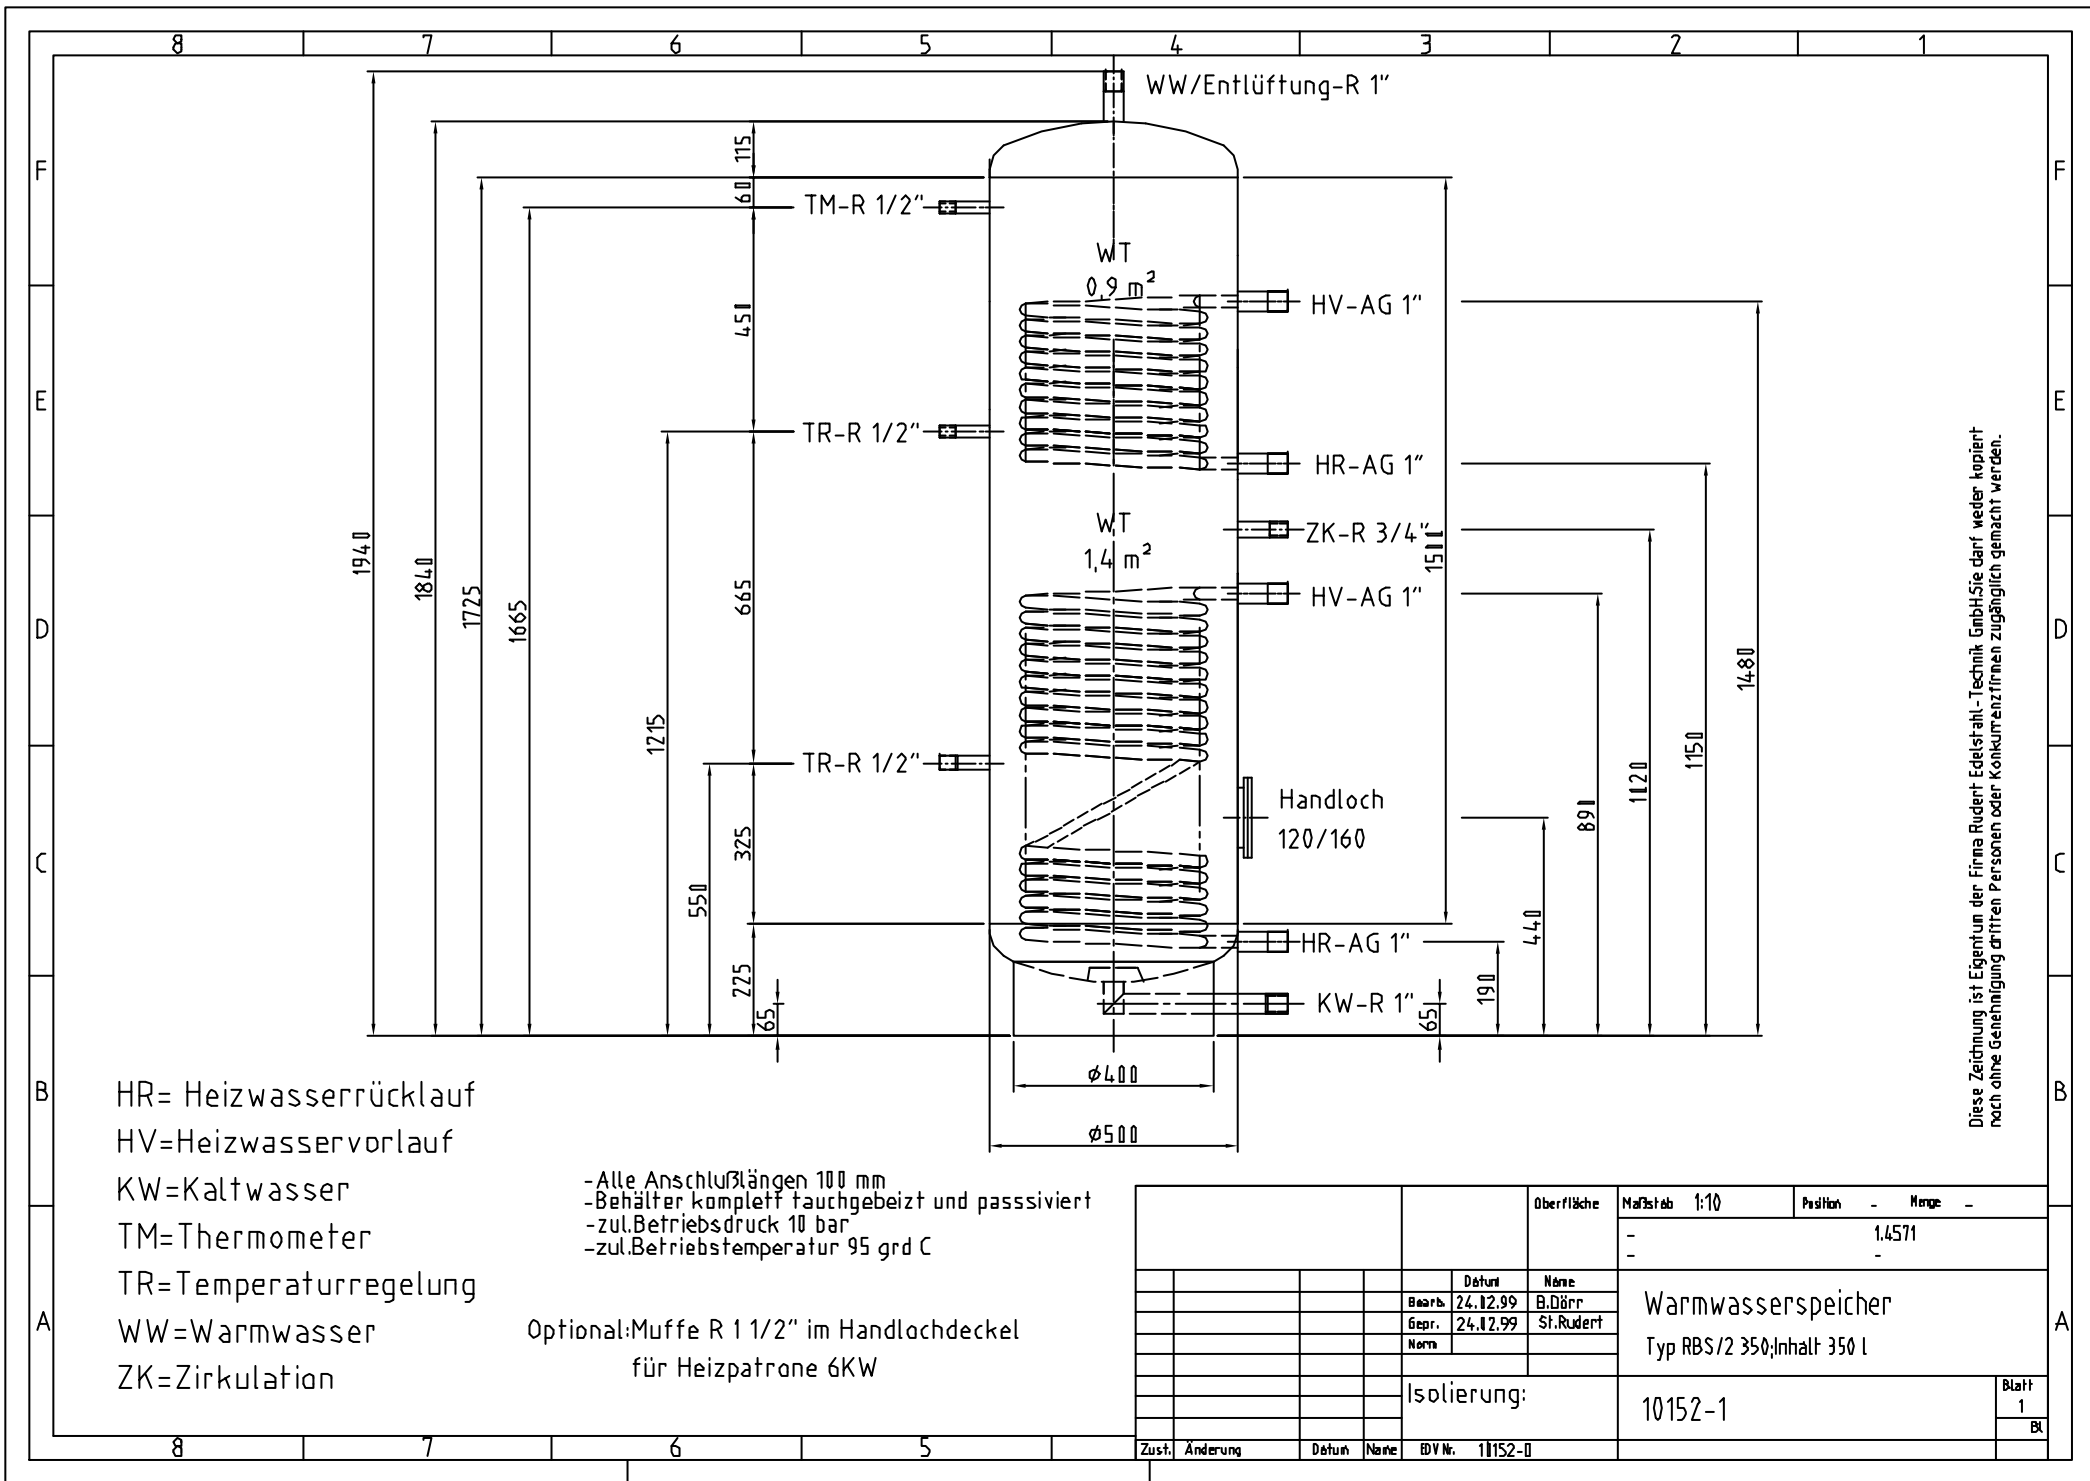 8 7 6 5 4 3 2 1
WW/Entlüftung-R 1"
F F
E E
D D
C C
B B
A A
115
60
TM-R 1/2"
WT
0,9 m²
HV-AG 1"
450
TR-R 1/2"
HR-AG 1"
WT
1,4 m²
ZK-R 3/4"
1500
HV-AG 1"
1940
1840
1725
1665
665
1215
TR-R 1/2"
550
325
Handloch
120/160
225
65
HR-AG 1"
KW-R 1"
65
190
440
890
1120
1150
1480
ø400
ø500
Diese Zeichnung ist Eigentum der Firma Rudert Edelstahl-Technik GmbH.Sie darf weder kopiert
noch ohne Genehmigung dritten Personen oder Konkurrenzfirmen zugänglich gemacht werden.
HR= Heizwasserrücklauf
HV=Heizwasservorlauf
KW=Kaltwasser
TM=Thermometer
TR=Temperaturregelung
WW=Warmwasser
ZK=Zirkulation
-Alle Anschlußlängen 100 mm
-Behälter komplett tauchgebeizt und passsiviert
-zul.Betriebsdruck 10 bar
-zul.Betriebstemperatur 95 grd C
Optional:Muffe R 1 1/2" im Handlochdeckel
für Heizpatrone 6KW
Oberfläche Maßstab 1:10 Position - Menge -
- 1.4571
- -
Datum Name
Bearb. 24.02.99 B.Dörr
Gepr. 24.02.99 St.Rudert
Norm
Warmwasserspeicher
Typ RBS/2 350;Inhalt 350 l
Isolierung:
10152-1
Blatt
1
Bl.
Zust. Änderung Datum Name EDV Nr. 10152-0
8 7 6 5